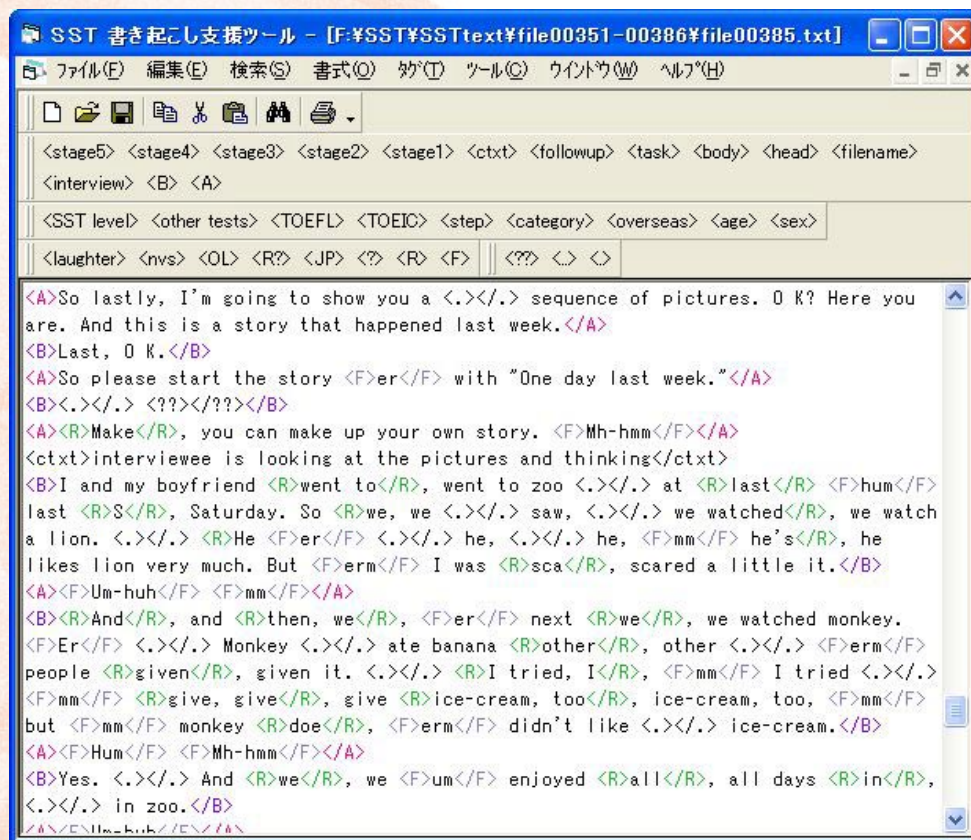 SST 書き起こし支援ツール - [F:¥SST¥SSTtext¥file00351-00386¥file00385.txt]
ファイル(F) 編集(E) 検索(S) 書式(O) タグ(T) ツール(C) ウインドウ(W) ヘルプ(H)
<stage5> <stage4> <stage3> <stage2> <stage1> <ctxt> <followup> <task> <body> <head> <filename>
<interview> <B> <A>
<SST level> <other tests> <TOEFL> <TOEIC> <step> <category> <overseas> <age> <sex>
<laughter> <nvs> <OL> <R?> <JP> <?> <R> <F> <??> <..> <.>
<A>So lastly, I'm going to show you a <.></.> sequence of pictures. O K? Here you
are. And this is a story that happened last week.</A>
<B>Last, O K.</B>
<A>So please start the story <F>er</F> with "One day last week."</A>
<B><.></.> <??></??></B>
<A><R>Make</R>, you can make up your own story. <F>Mh-hmm</F></A>
<ctxt>interviewee is looking at the pictures and thinking</ctxt>
<B>I and my boyfriend <R>went to</R>, went to zoo <.></.> at <R>last</R> <F>hum</F>
last <R>S</R>, Saturday. So <R>we, we <.></.> saw, <.></.> we watched</R>, we watch
a lion. <.></.> <R>He <F>er</F> <.></.> he, <.></.> he, <F>mm</F> he's</R>, he
likes lion very much. But <F>erm</F> I was <R>sca</R>, scared a little it.</B>
<A><F>Um-huh</F> <F>mm</F></A>
<B><R>And</R>, and <R>then, we</R>, <F>er</F> next <R>we</R>, we watched monkey.
<F>Er</F> <.></.> Monkey <.></.> ate banana <R>other</R>, other <.></.> <F>erm</F>
people <R>given</R>, given it. <.></.> <R>I tried, I</R>, <F>mm</F> I tried <.></.>
<F>mm</F> <R>give, give</R>, give <R>ice-cream, too</R>, ice-cream, too, <F>mm</F>
but <F>mm</F> monkey <R>doe</R>, <F>erm</F> didn't like <.></.> ice-cream.</B>
<A><F>Hum</F> <F>Mh-hmm</F></A>
<B>Yes. <.></.> And <R>we</R>, we <F>um</F> enjoyed <R>all</R>, all days <R>in</R>,
<.></.> in zoo.</B>
<A><F>Um-huh</F></A>